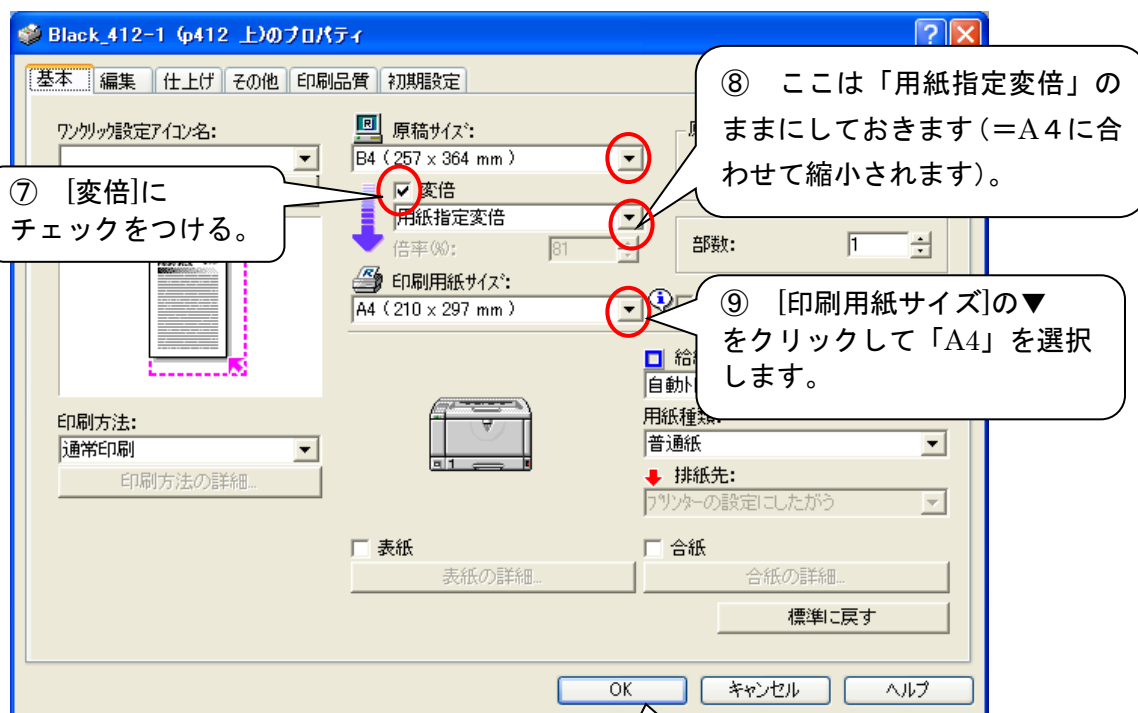 Black_412-1 (p412 上)のプロパティ
基本 編集 仕上げ その他 印刷品質 初期設定
ワンクリック設定アイコン名:
原稿サイズ:
B4 ( 257 x 364 mm )
⑧ ここは「用紙指定変倍」の
ままにしておきます(＝A４に合
わせて縮小されます)。
⑦ [変倍]に
チェックをつける。
変倍
用紙指定変倍
倍率(%): 81
部数: 1
印刷用紙サイズ:
A4 ( 210 x 297 mm )
⑨ [印刷用紙サイズ]の▼
をクリックして「A4」を選択
します。
印刷方法:
通常印刷
印刷方法の詳細...
用紙種類:
普通紙
排紙先:
プリンターの設定にしたがう
表紙
表紙の詳細...
合紙
合紙の詳細...
標準に戻す
OK キャンセル ヘルプ